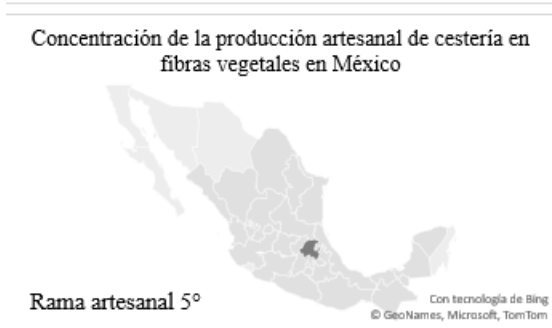 Concentración de la producción artesanal de cestería en
fibras vegetales en México
Rama artesanal 5°
Con tecnología de Bing
© GeoNames, Microsoft, TomTom